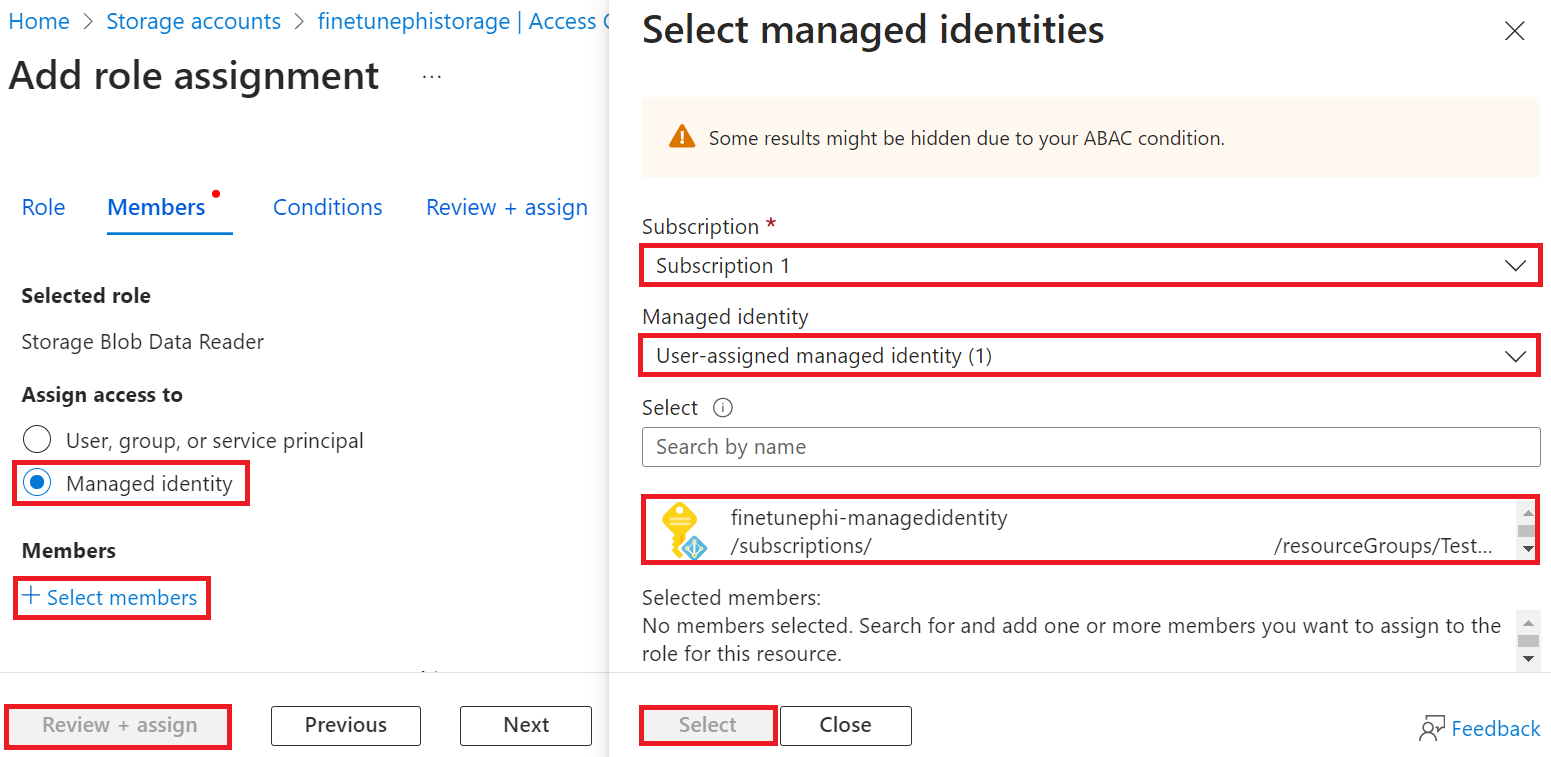 Home > Storage accounts > finetunephistorage | Access
Add role assignment ...
Role Members Conditions Review + assign
Selected role
Storage Blob Data Reader
Assign access to
User, group, or service principal
Managed identity
Members
+ Select members
Review + assign Previous Next
Select managed identities
Some results might be hidden due to your ABAC condition.
Subscription *
Subscription 1
Managed identity
User-assigned managed identity (1)
Select
Search by name
finetunephi-managedidentity
/subscriptions/ /resourceGroups/Test...
Selected members:
No members selected. Search for and add one or more members you want to assign to the
role for this resource.
Select Close
Feedback